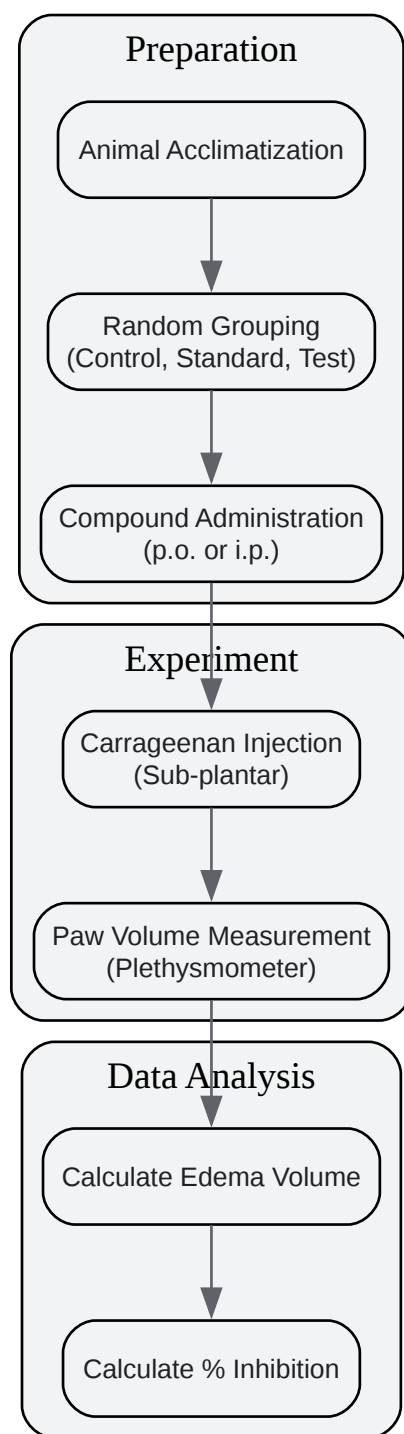 Preparation
Animal Acclimatization
Random Grouping
(Control, Standard, Test)
Compound Administration
(p.o. or i.p.)
Experiment
Carrageenan Injection
(Sub-plantar)
Paw Volume Measurement
(Plethysmometer)
Data Analysis
Calculate Edema Volume
Calculate % Inhibition